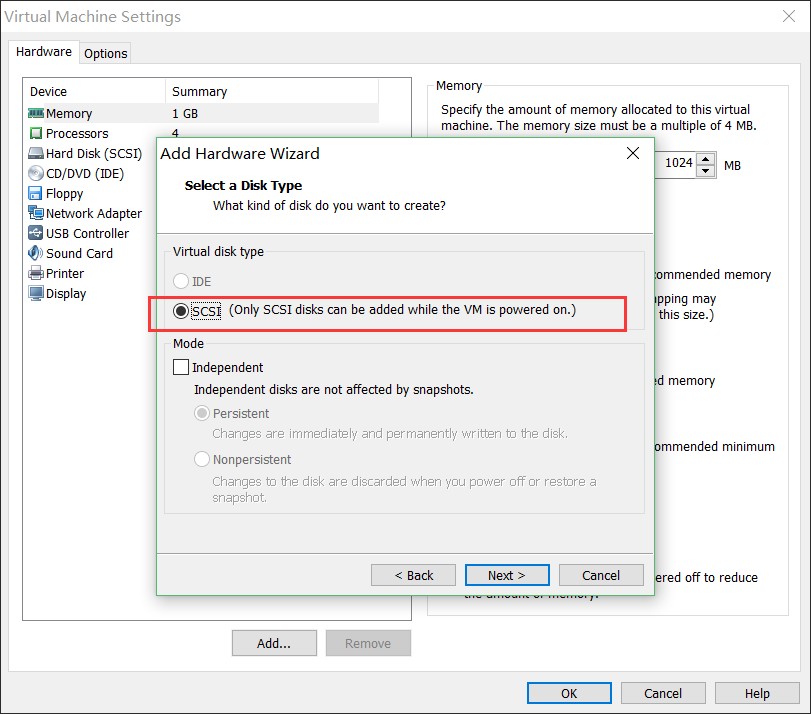 Virtual Machine Settings
Hardware
Options
Device Summary
Memory 1 GB
Processors 4
Hard Disk (SCSI)
CD/DVD (IDE)
Floppy
Network Adapter
USB Controller
Sound Card
Printer
Display
Add...
Remove
Memory
Specify the amount of memory allocated to this virtual
machine. The memory size must be a multiple of 4 MB.
1024 MB
commended memory
apping may
this size.)
ed memory
ommended minimum
ered off to reduce
the amount of memory.
Add Hardware Wizard
Select a Disk Type
What kind of disk do you want to create?
Virtual disk type
IDE
SCSI (Only SCSI disks can be added while the VM is powered on.)
Mode
Independent
Independent disks are not affected by snapshots.
Persistent
Changes are immediately and permanently written to the disk.
Nonpersistent
Changes to the disk are discarded when you power off or restore a
snapshot.
< Back
Next >
Cancel
OK
Cancel
Help